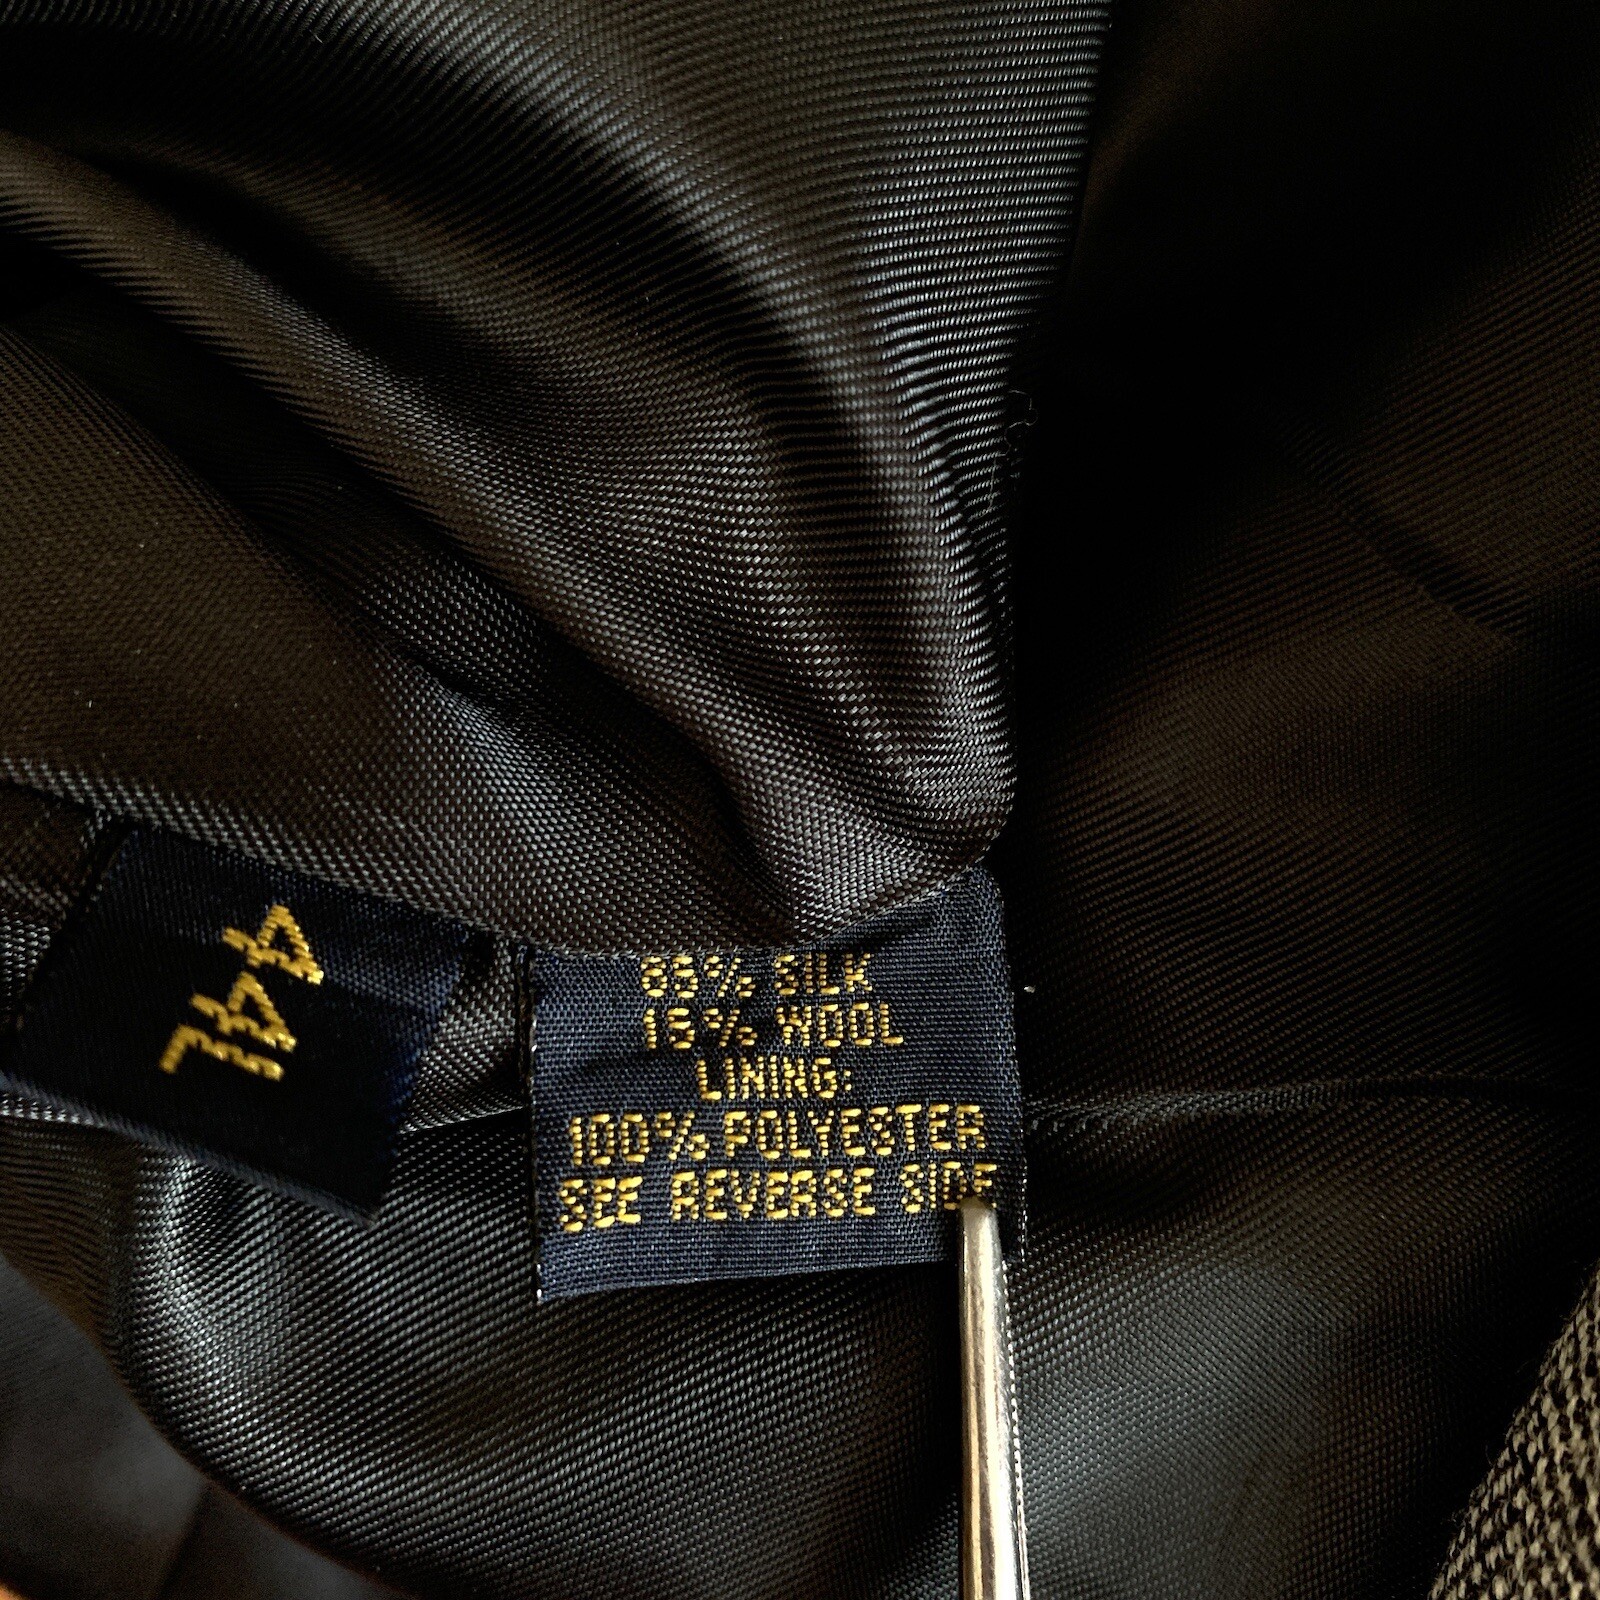 85% SILK
15% WOOL
LINING:
100% POLYESTER
SEE REVERSE SIDE